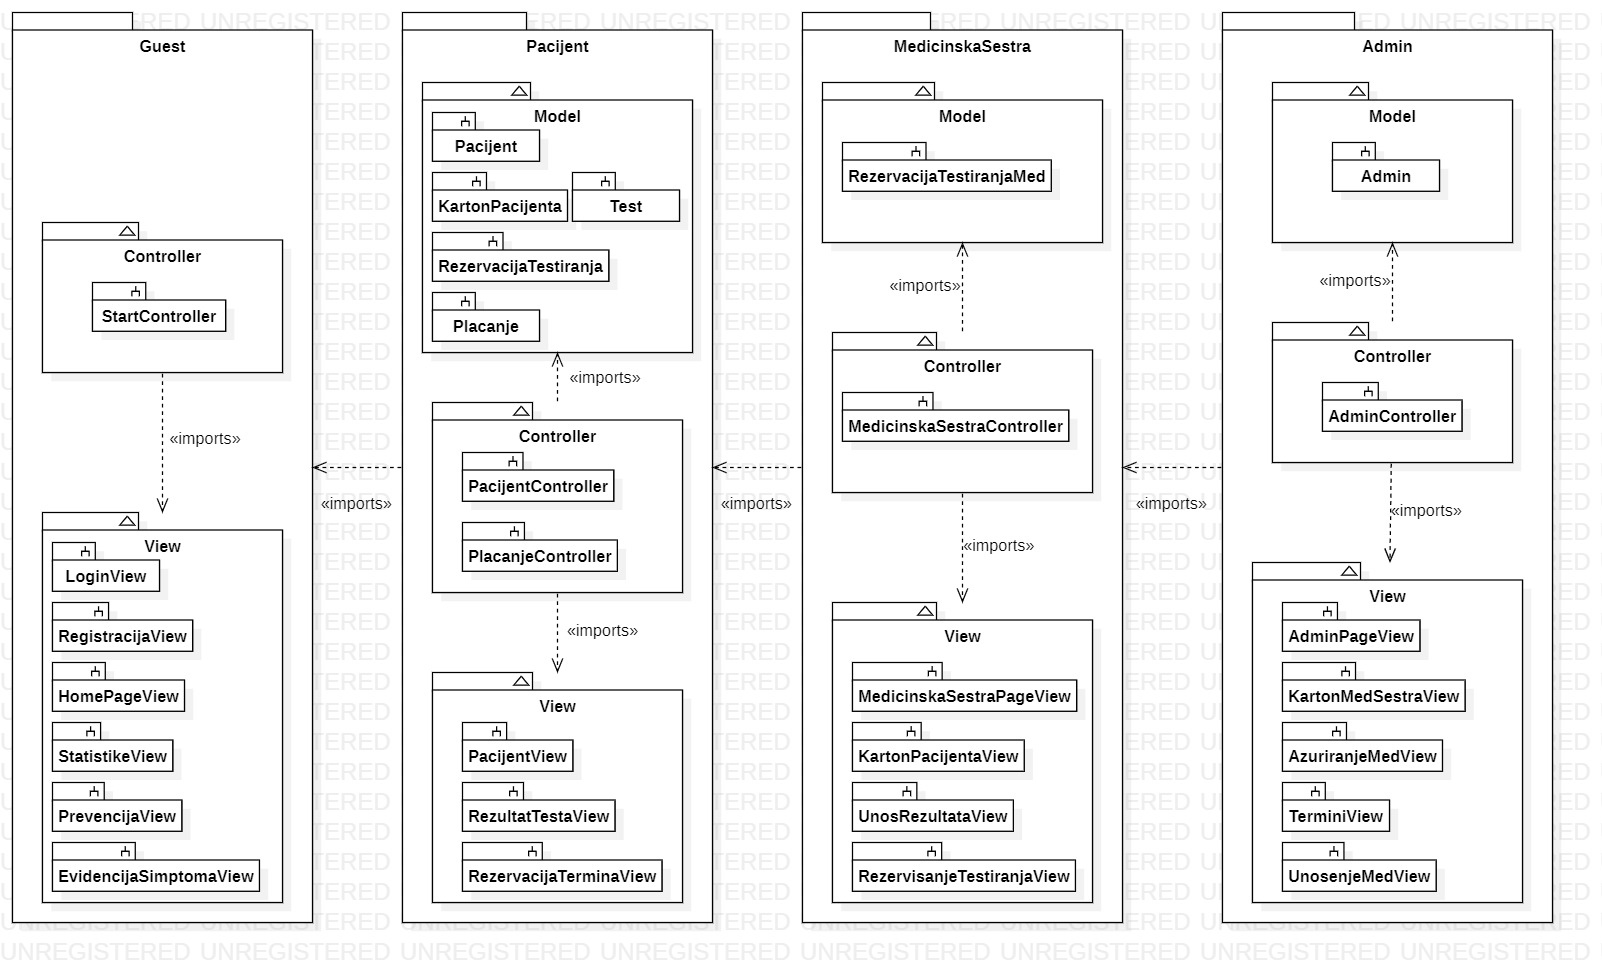 Guest
Controller
StartController
«imports»
View
LoginView
RegistracijaView
HomePageView
StatistikeView
PrevencijaView
EvidencijaSimptomaView
«imports»
Pacijent
Model
Pacijent
KartonPacijenta
Test
RezervacijaTestiranja
Placanje
«imports»
Controller
PacijentController
PlacanjeController
«imports»
View
PacijentView
RezultatTestaView
RezervacijaTerminaView
«imports»
MedicinskaSestra
Model
RezervacijaTestiranjaMed
«imports»
Controller
MedicinskaSestraController
«imports»
View
MedicinskaSestraPageView
KartonPacijentaView
UnosRezultataView
RezervisanjeTestiranjaView
«imports»
Admin
Model
Admin
«imports»
Controller
AdminController
«imports»
View
AdminPageView
KartonMedSestraView
AzuriranjeMedView
TerminiView
UnosenjeMedView
UNREGISTERED UNREGISTERED UNREGISTERED UNREGISTERED UNREGISTERED UNREGISTERED UNREGISTERED UNREGISTERED